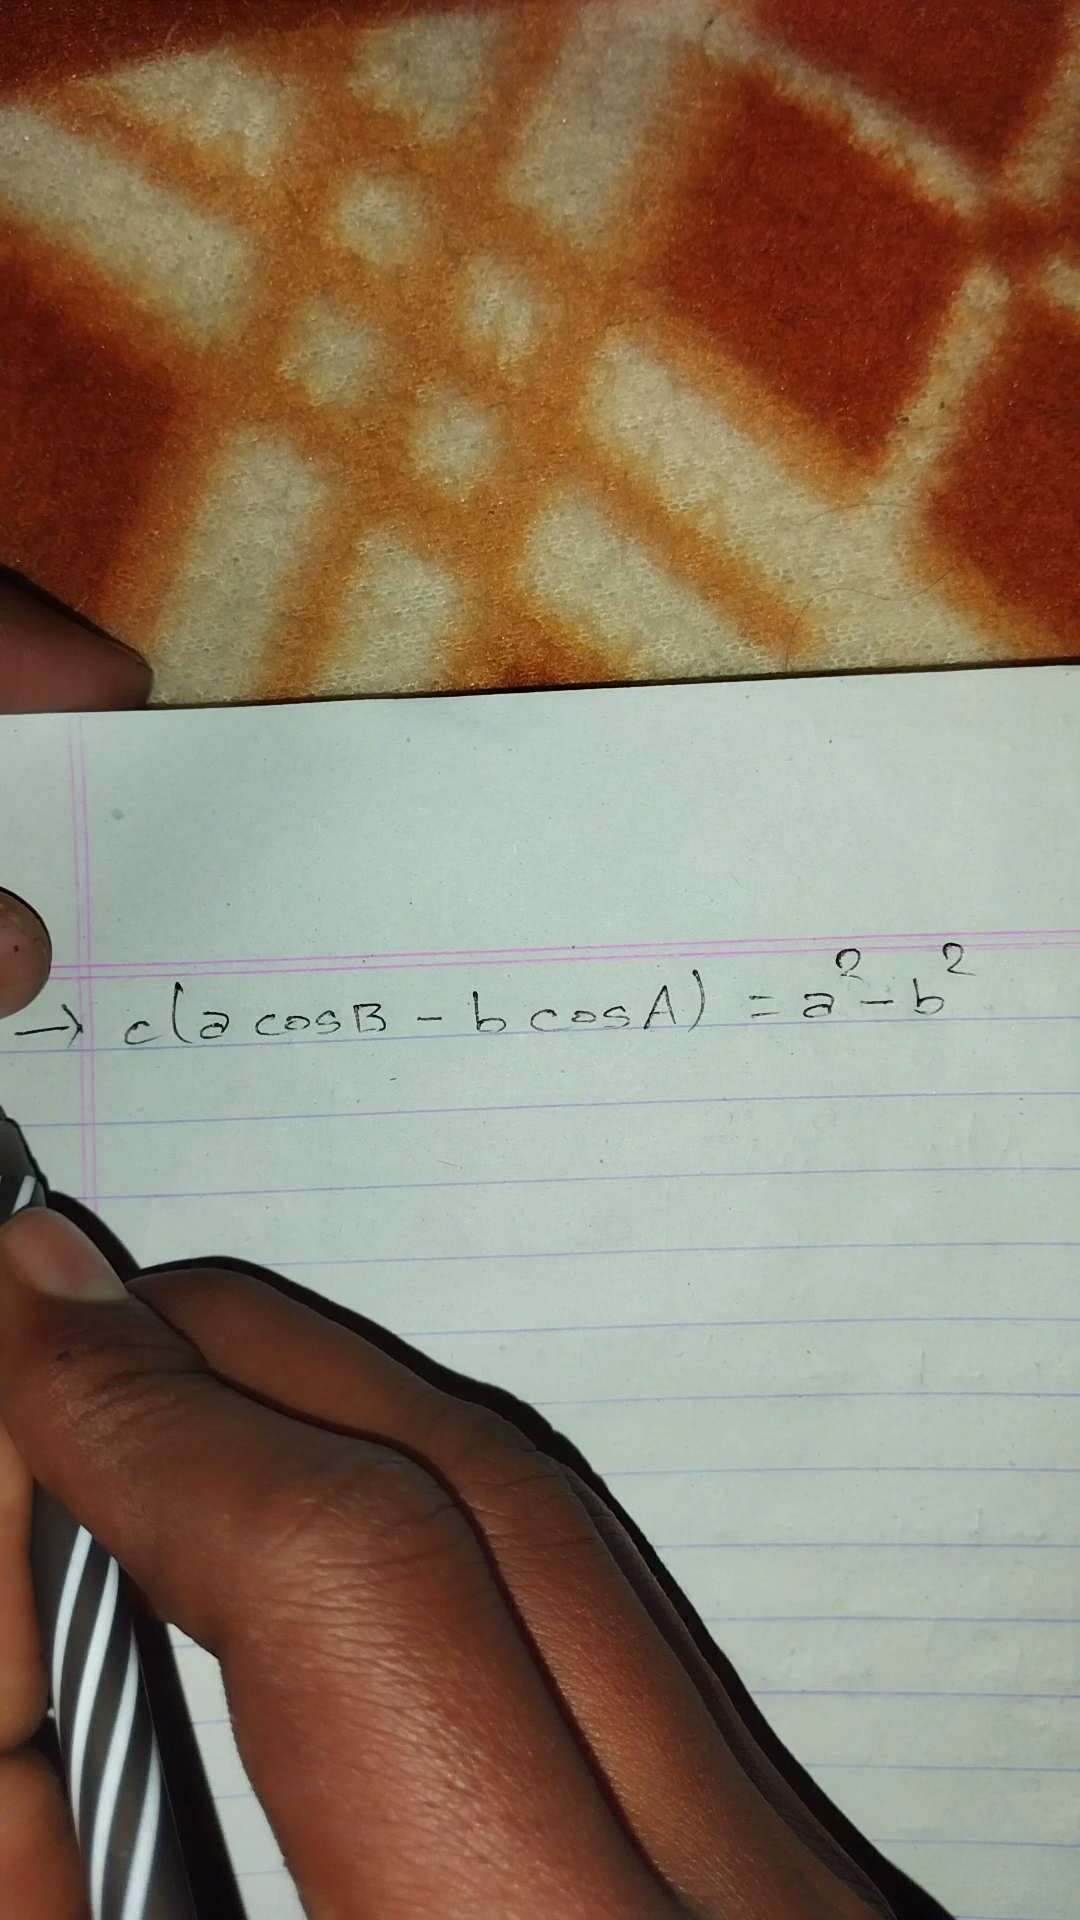 → c(a cosB - b cosA) = a² - b²